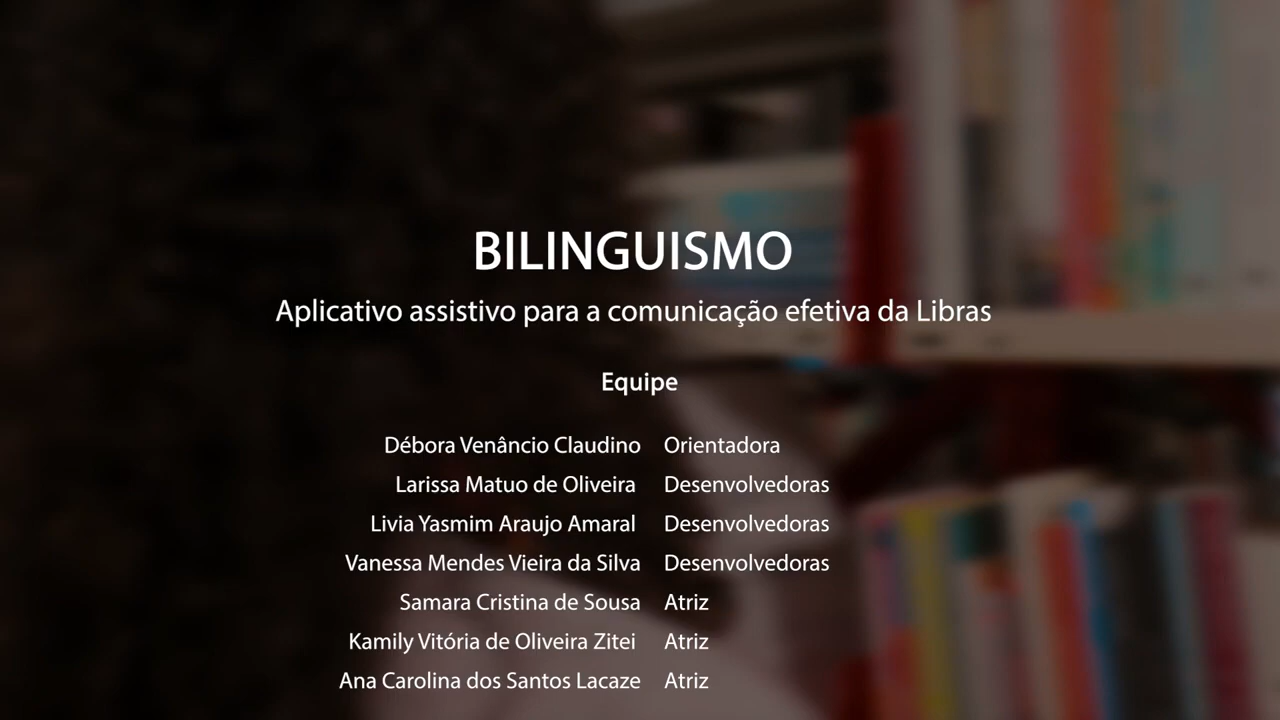 BILINGUISMO
Aplicativo assistivo para a comunicação efetiva da Libras
Equipe
Débora Venâncio Claudino Orientadora
Larissa Matuo de Oliveira Desenvolvedoras
Livia Yasmim Araujo Amaral Desenvolvedoras
Vanessa Mendes Vieira da Silva Desenvolvedoras
Samara Cristina de Sousa Atriz
Kamily Vitória de Oliveira Zitei Atriz
Ana Carolina dos Santos Lacaze Atriz